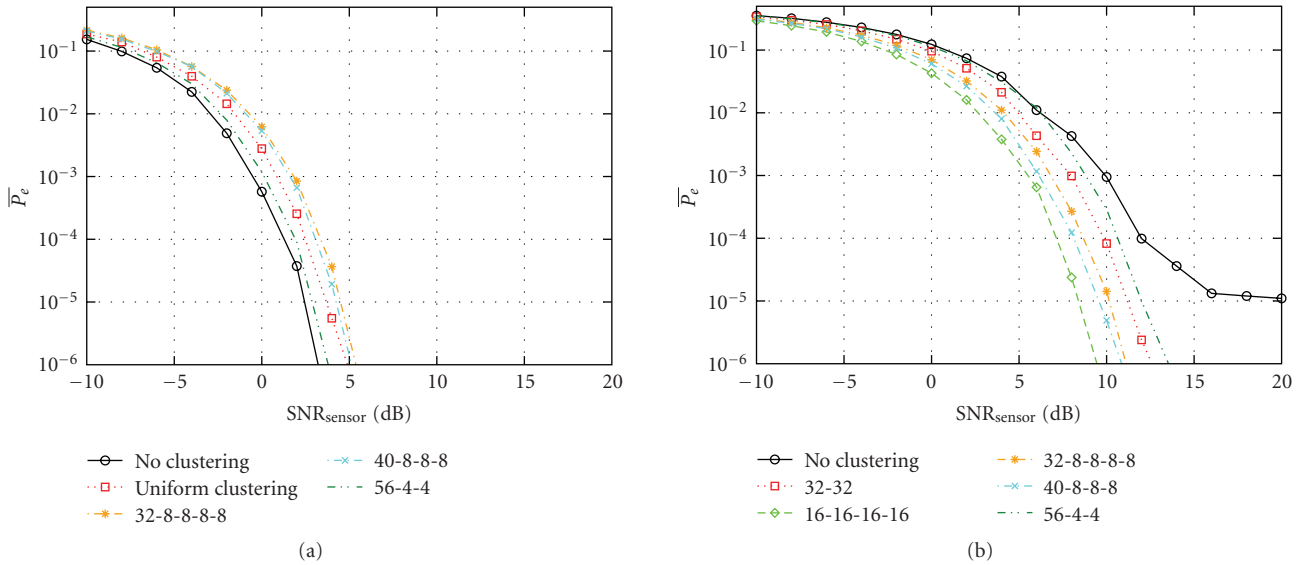 10⁻¹
10⁻²
10⁻³
10⁻⁴
10⁻⁵
10⁻⁶
P̅ₑ
−10 −5 0 5 10 15 20
SNRsensor (dB)
No clustering
Uniform clustering
32-8-8-8-8
40-8-8-8
56-4-4
(a)
10⁻¹
10⁻²
10⁻³
10⁻⁴
10⁻⁵
10⁻⁶
P̅ₑ
−10 −5 0 5 10 15 20
SNRsensor (dB)
No clustering
32-32
16-16-16-16
32-8-8-8-8
40-8-8-8
56-4-4
(b)